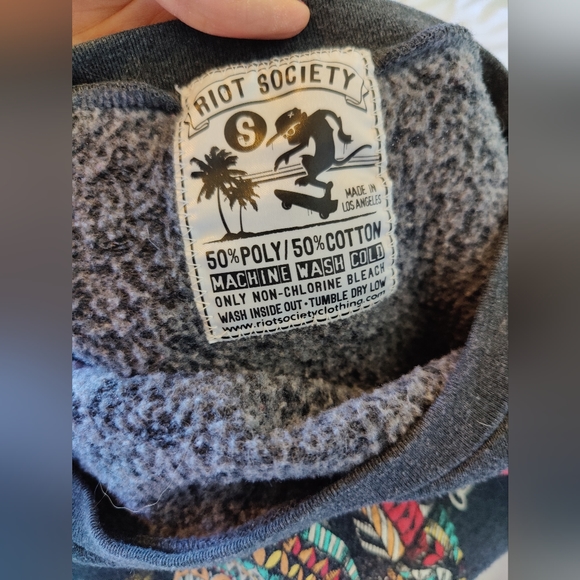 RIOT SOCIETY
S
MADE IN
LOS ANGELES
50%POLY/50%COTTON
MACHINE WASH COLD
ONLY NON-CHLORINE BLEACH
WASH INSIDE OUT • TUMBLE DRY LOW
www.riotsocietyclothing.com